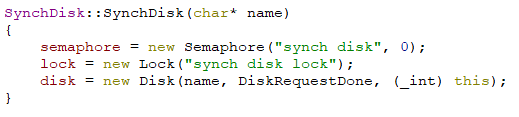 SynchDisk::SynchDisk(char* name)
{
    semaphore = new Semaphore("synch disk", 0);
    lock = new Lock("synch disk lock");
    disk = new Disk(name, DiskRequestDone, (_int) this);
}